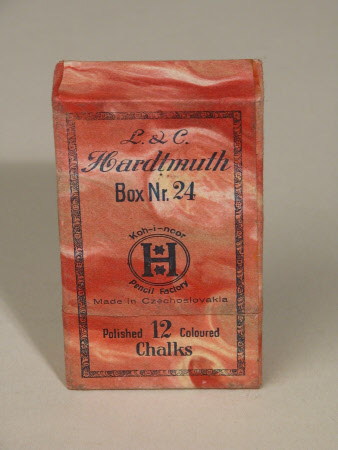 L. & C.
Hardtmuth
Box Nr. 24
Koh-i-noor
H
Pencil Factory
Made in Czechoslovakia
Polished 12 Coloured
Chalks